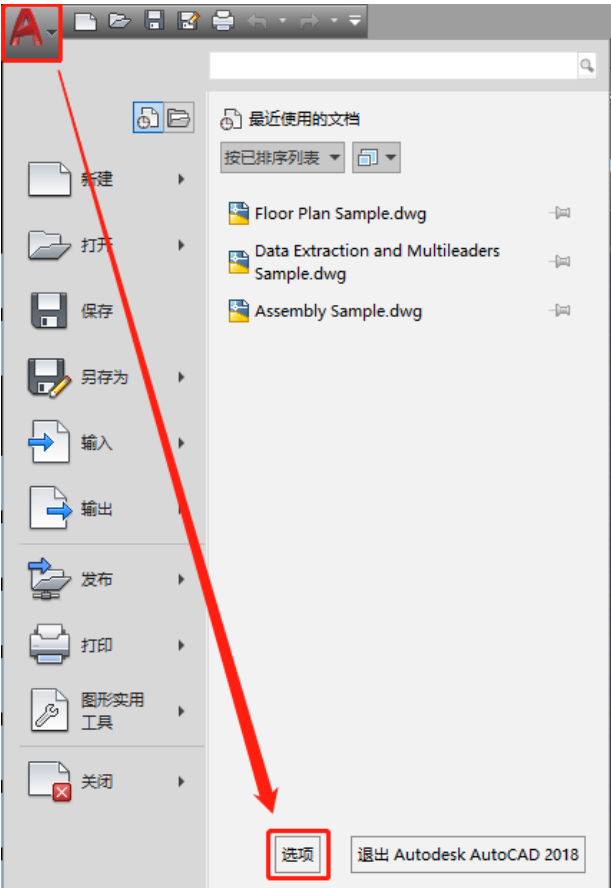 最近使用的文档
按已排序列表
新建
Floor Plan Sample.dwg
打开
Data Extraction and Multileaders
Sample.dwg
保存
Assembly Sample.dwg
另存为
输入
输出
发布
打印
图形实用
工具
关闭
选项
退出 Autodesk AutoCAD 2018